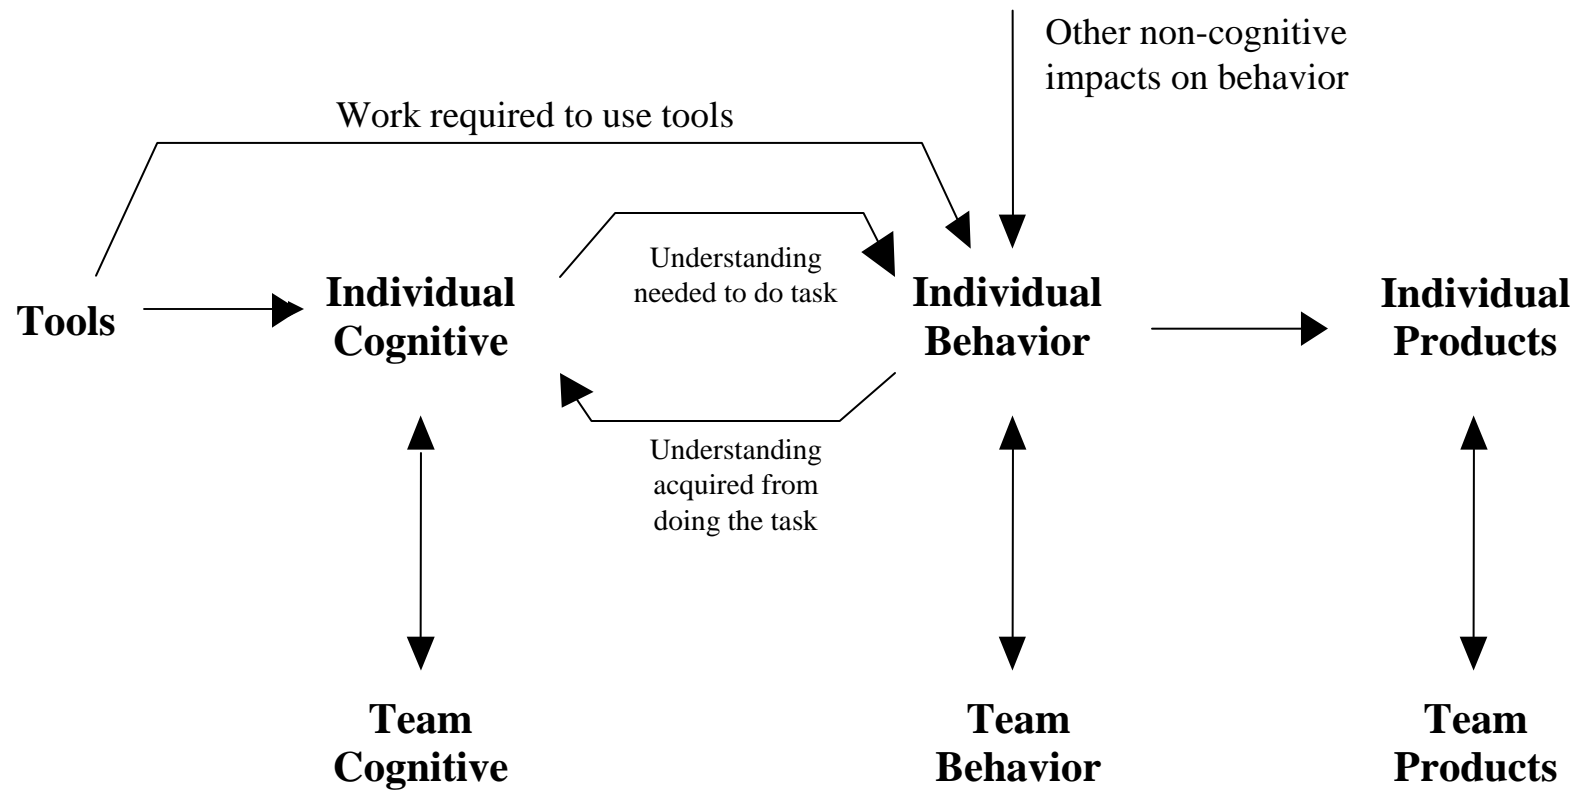 Other non-cognitive
impacts on behavior
Work required to use tools
Understanding
needed to do task
Tools
Individual
Cognitive
Individual
Behavior
Individual
Products
Understanding
acquired from
doing the task
Team
Cognitive
Team
Behavior
Team
Products